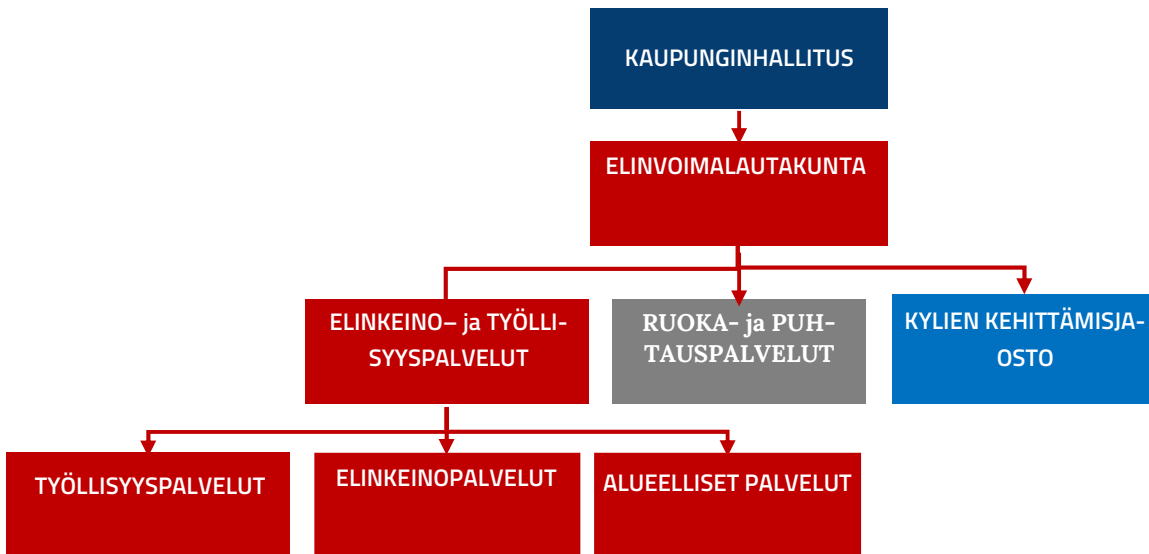 KAUPUNGINHALLITUS
ELINVOIMALAUTAKUNTA
ELINKEINO– ja TYÖLLI-
SYYSPALVELUT
RUOKA- ja PUH-
TAUSPALVELUT
KYLIEN KEHITTÄMISJA-
OSTO
TYÖLLISYYSPALVELUT
ELINKEINOPALVELUT
ALUEELLISET PALVELUT